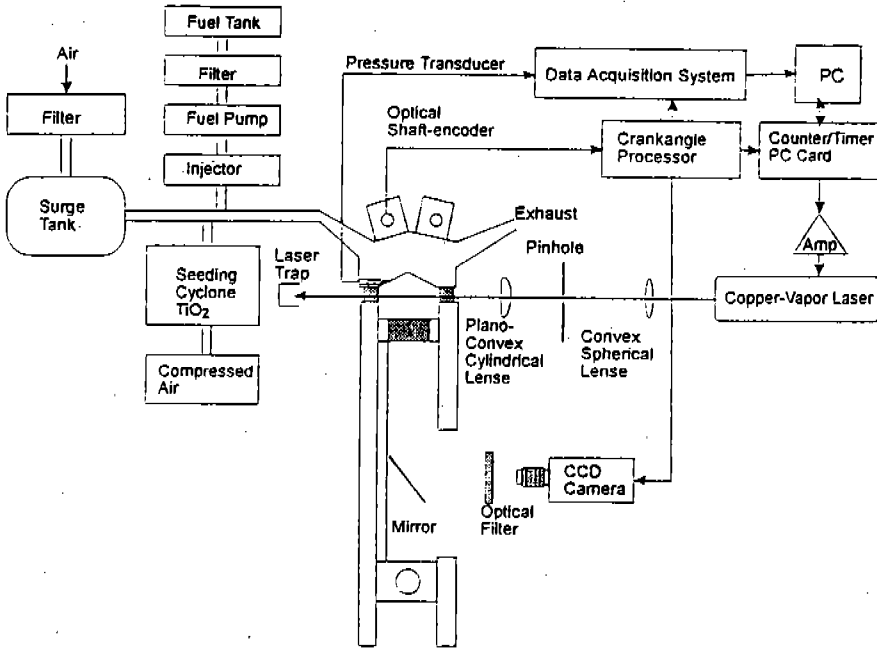 Fuel Tank
Air
Filter
Pressure Transducer
Data Acquisition System
PC
Filter
Fuel Pump
Optical
Shaft-encoder
Crankangle
Processor
Counter/Timer
PC Card
Injector
Surge
Tank
Exhaust
Amp
Laser
Trap
Pinhole
Seeding
Cyclone
TiO2
Copper-Vapor Laser
Plano-
Convex
Cylindrical
Lense
Convex
Spherical
Lense
Compressed
Air
CCD
Camera
Optical
Filter
Mirror